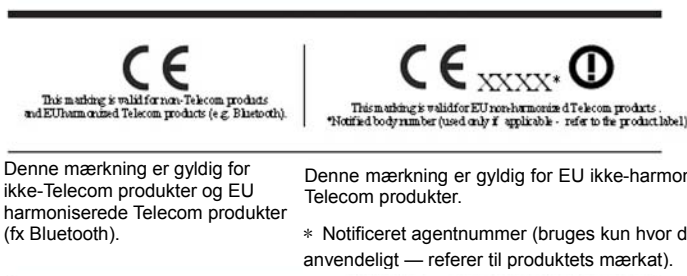 CE
This marking is valid for non-Telecom products
and EU harmonized Telecom products (e.g. Bluetooth).
CE XXXX*
This marking is valid for EU non-harmonized Telecom products .
*Notified body number (used only if applicable - refer to the product label)
Denne mærkning er gyldig for
ikke-Telecom produkter og EU
harmoniserede Telecom produkter
(fx Bluetooth).
Denne mærkning er gyldig for EU ikke-harmon
Telecom produkter.
* Notificeret agentnummer (bruges kun hvor d
anvendeligt — referer til produktets mærkat).